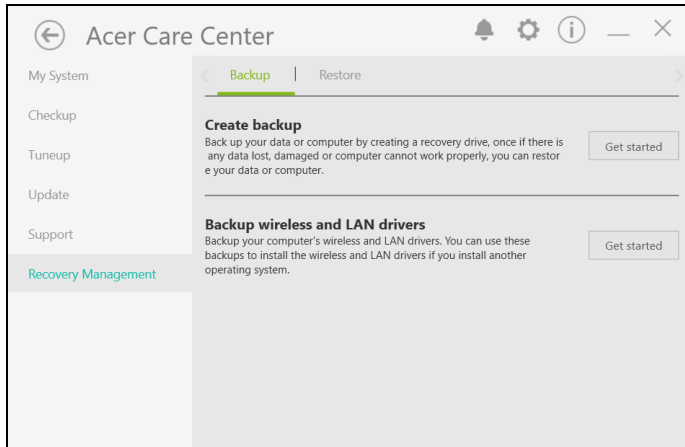 Acer Care Center
My System
Checkup
Tuneup
Update
Support
Recovery Management
Backup | Restore
Create backup
Back up your data or computer by creating a recovery drive, once if there is
any data lost, damaged or computer cannot work properly, you can restor
e your data or computer.
Get started
Backup wireless and LAN drivers
Backup your computer's wireless and LAN drivers. You can use these
backups to install the wireless and LAN drivers if you install another
operating system.
Get started